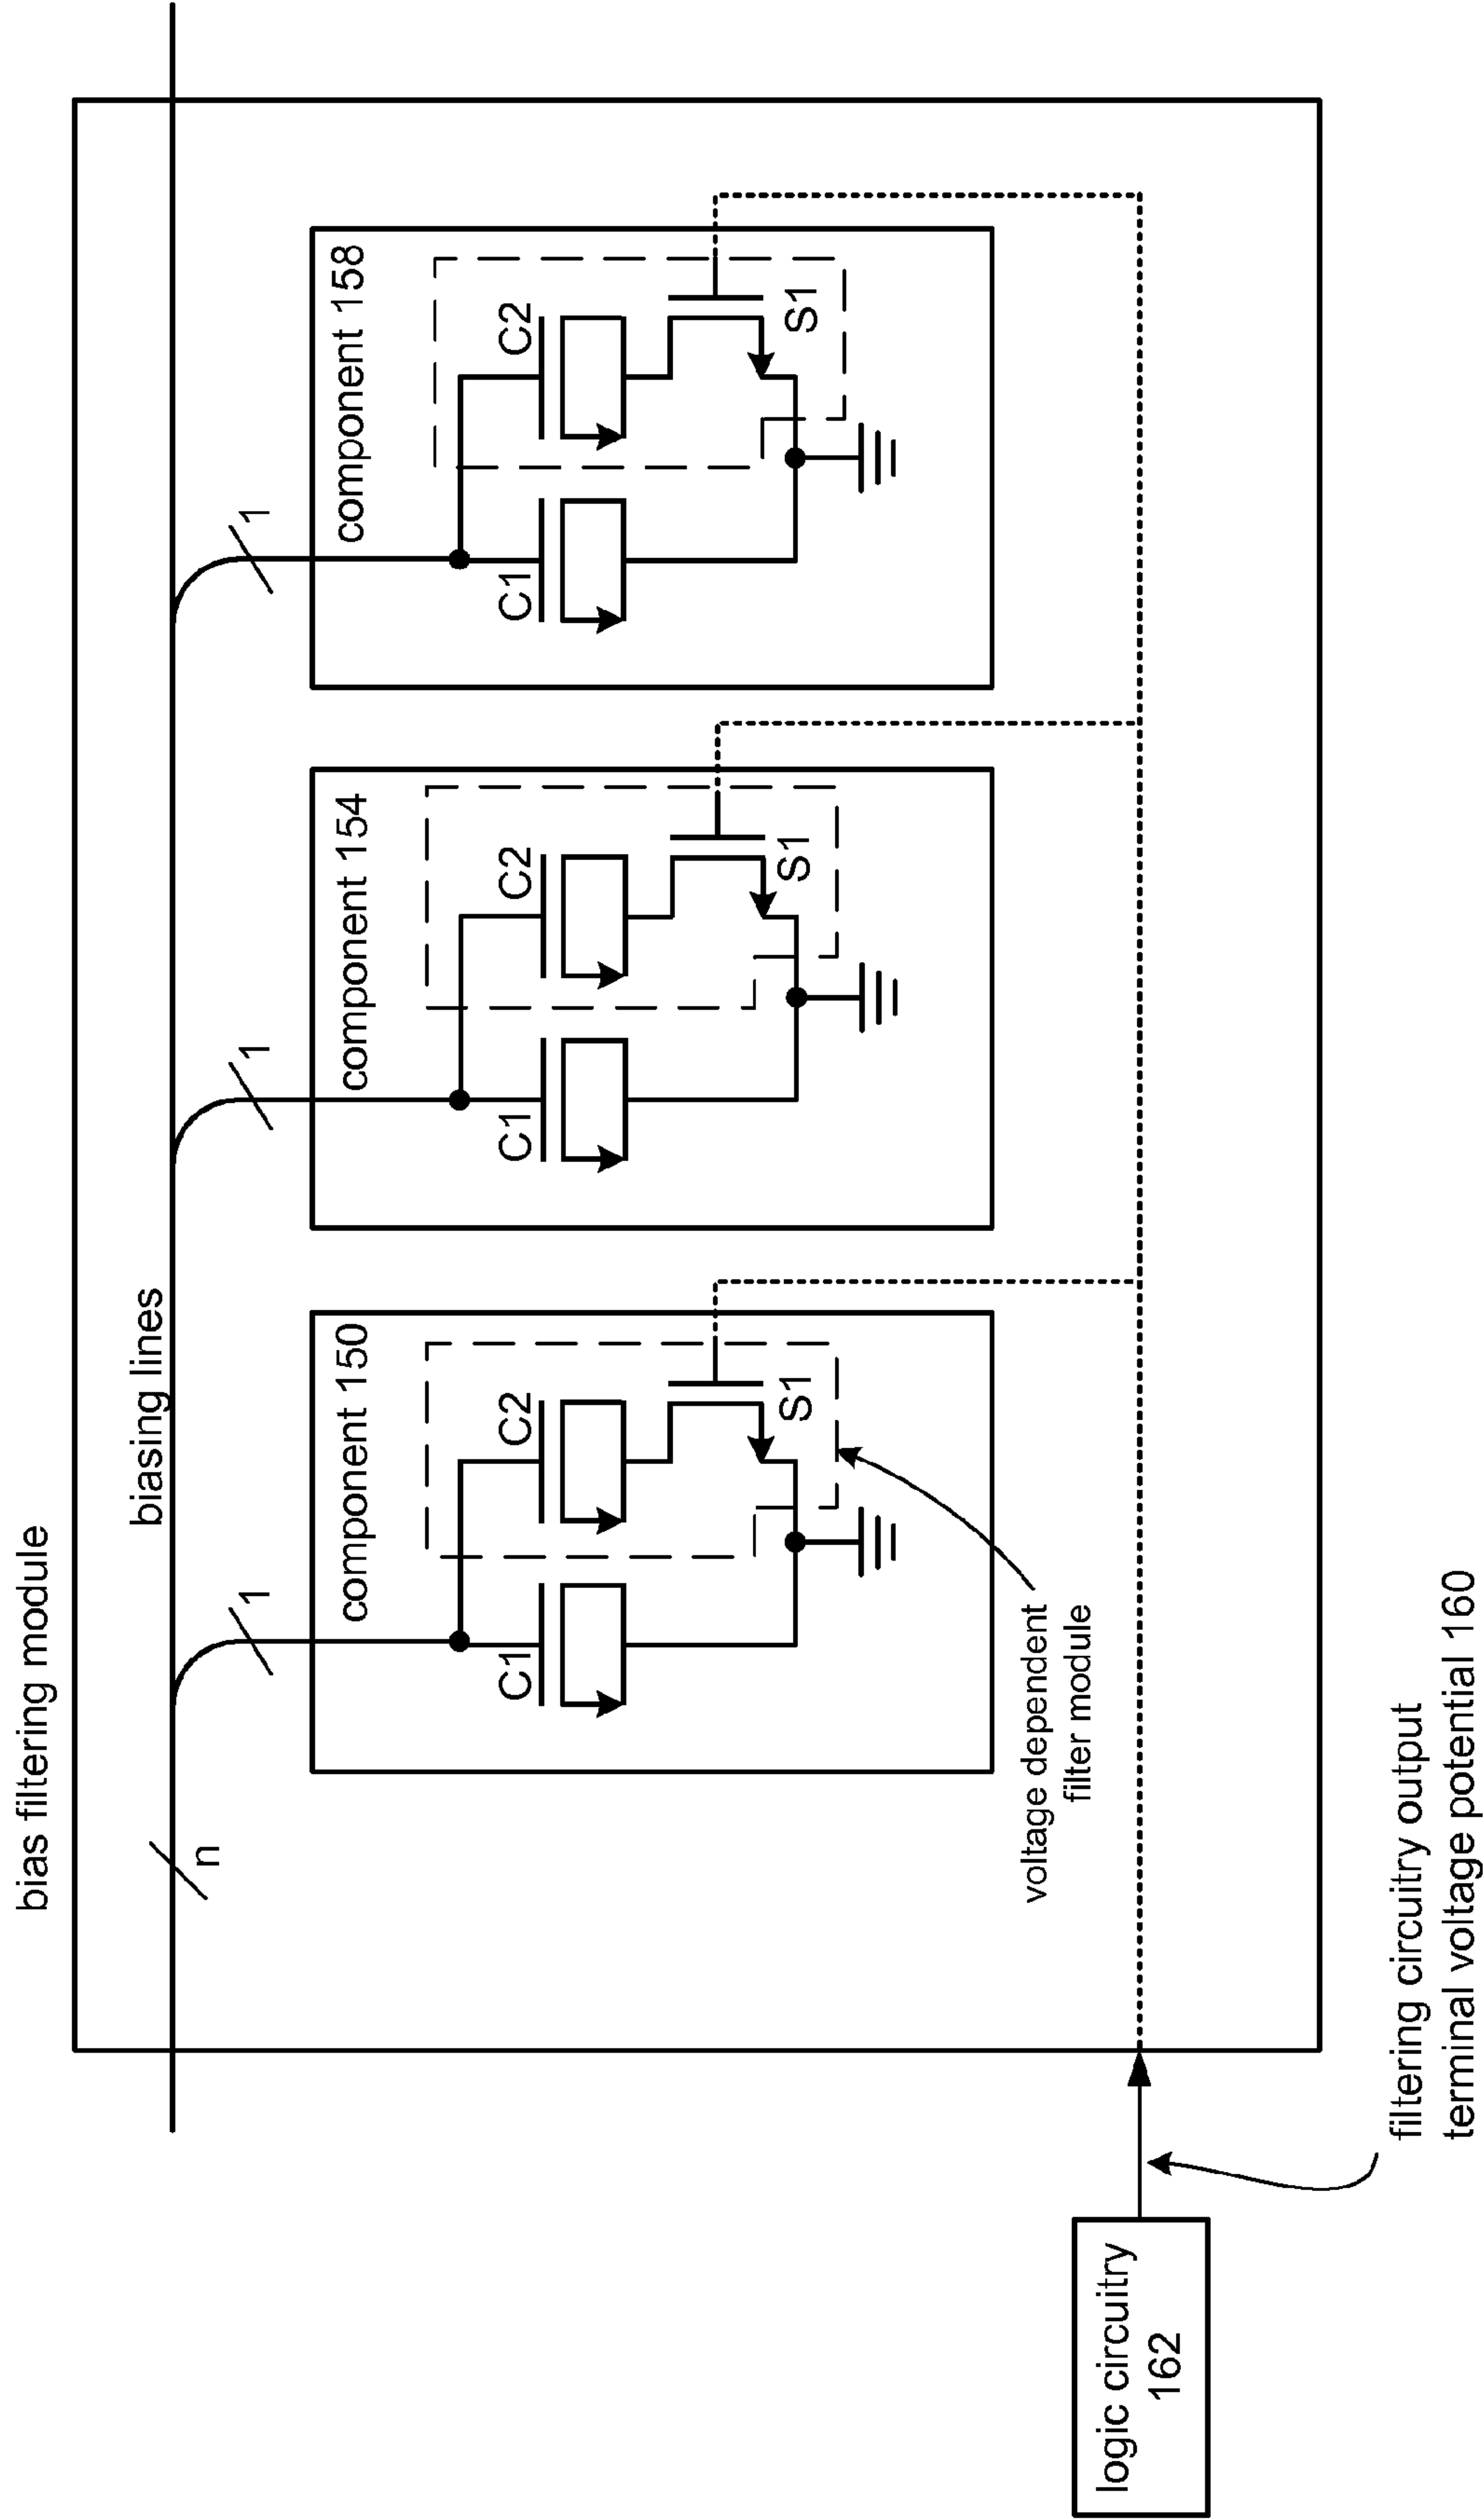 bias filtering module
biasing lines
n
1
1
1
component 150
C1
C2
S1
component 154
C1
C2
S1
component 158
C1
C2
S1
voltage dependent
filter module
logic circuitry
162
filtering circuitry output
terminal voltage potential 160